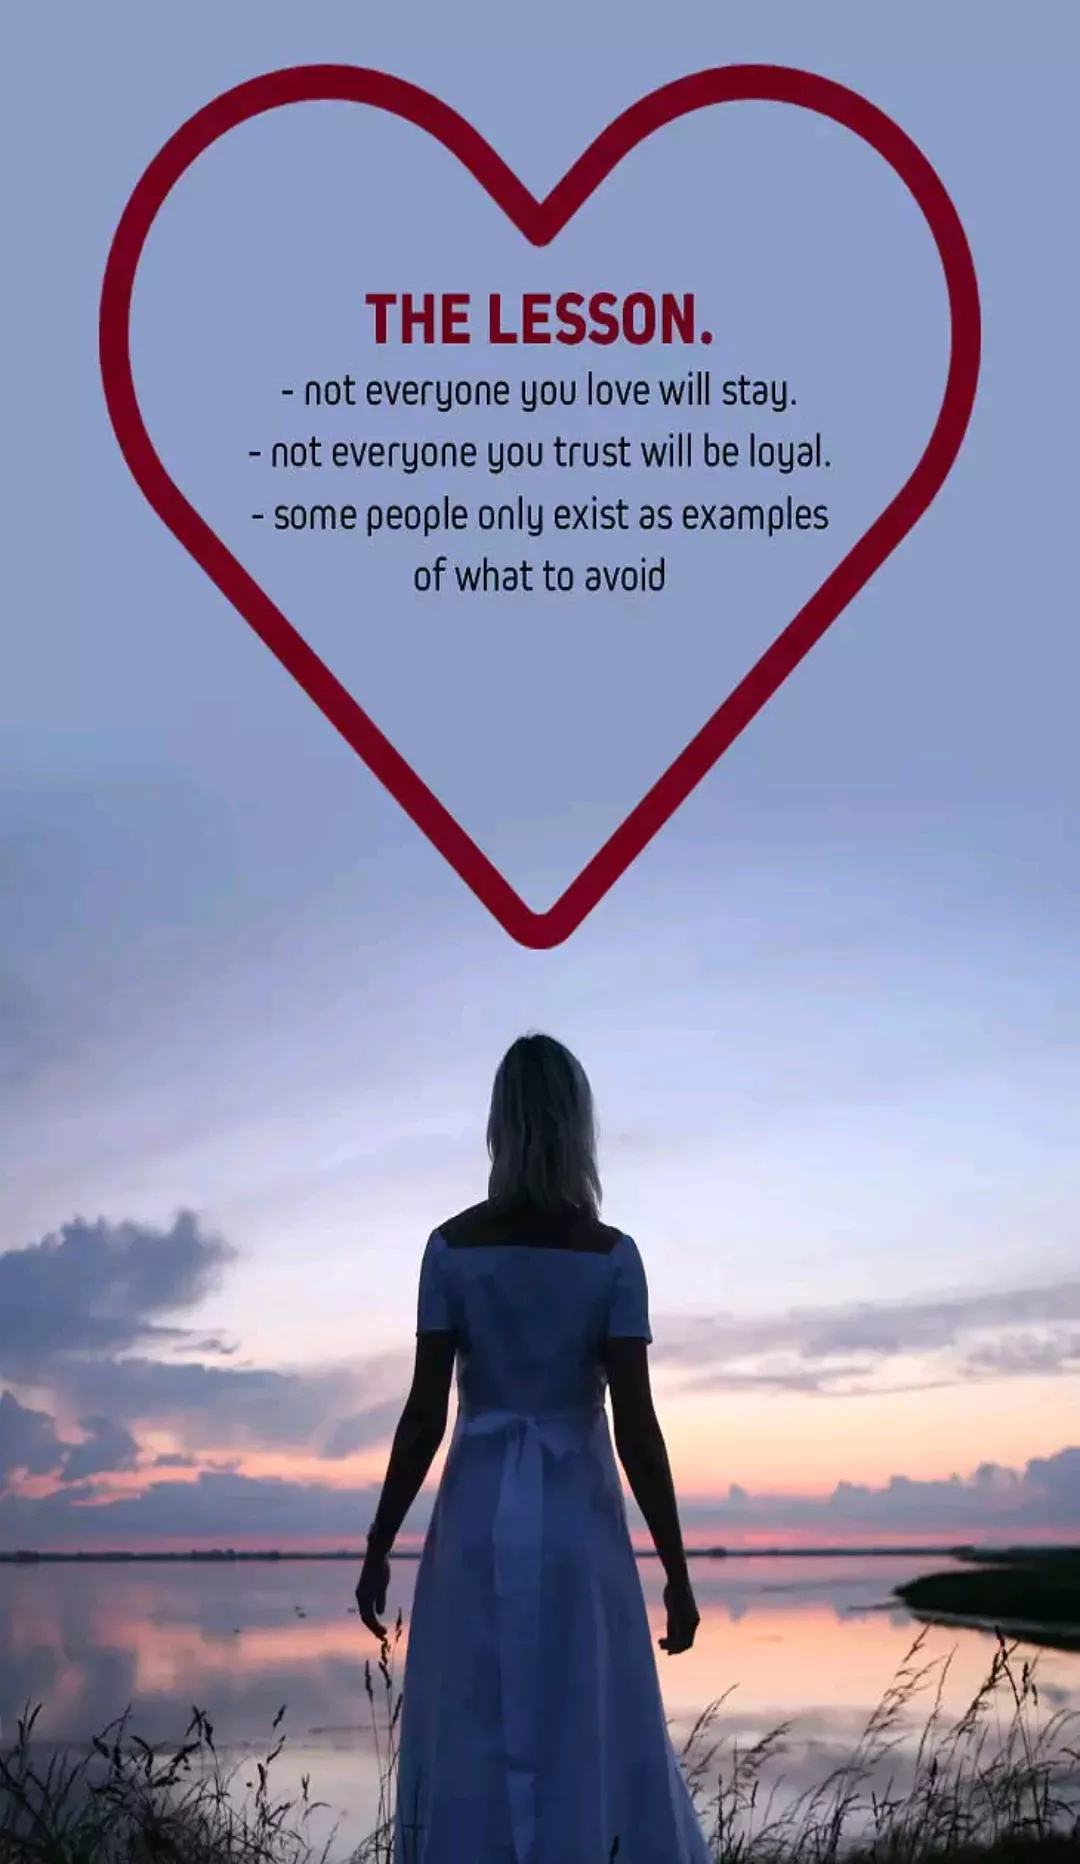 THE LESSON.
- not everyone you love will stay.
- not everyone you trust will be loyal.
- some people only exist as examples
of what to avoid